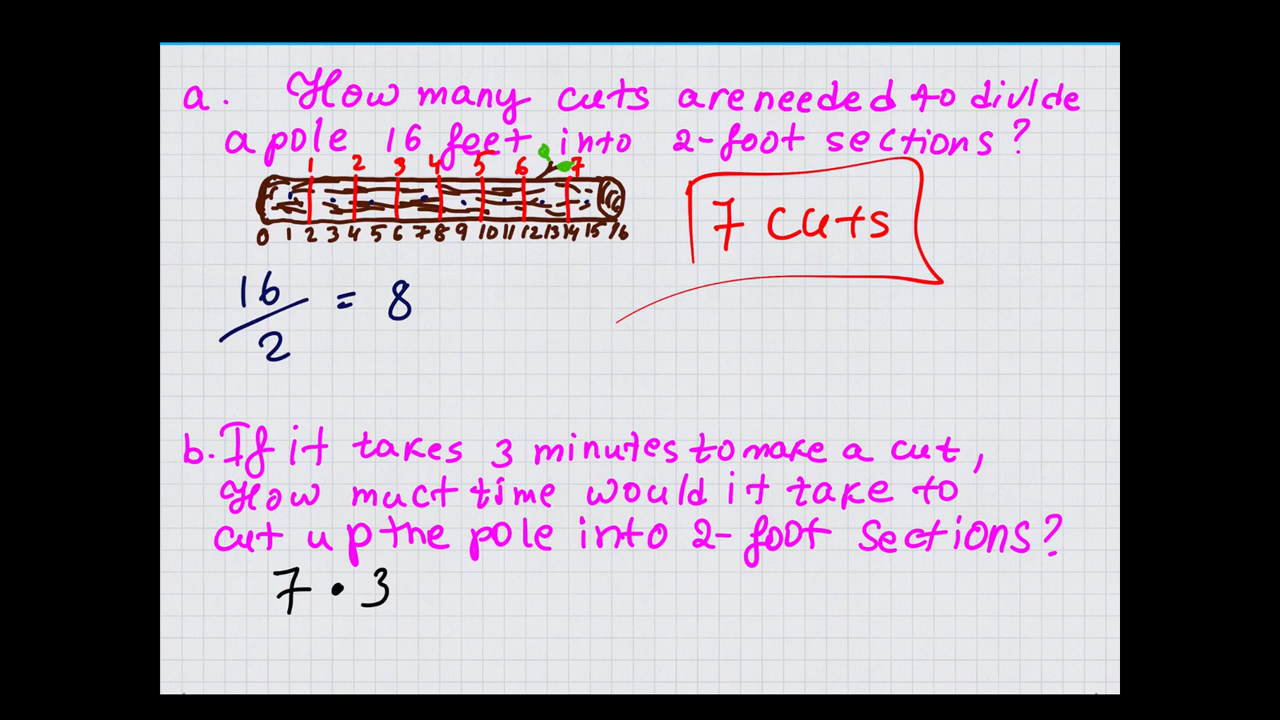 a. How many cuts are needed to divide
a pole 16 feet into 2-foot sections?
1 2 3 4 5 6 7
0 1 2 3 4 5 6 7 8 9 10 11 12 13 14 15 16
7 cuts
16/2 = 8
b. If it takes 3 minutes to make a cut,
How muct time would it take to
cut up the pole into 2-foot sections?
7 • 3